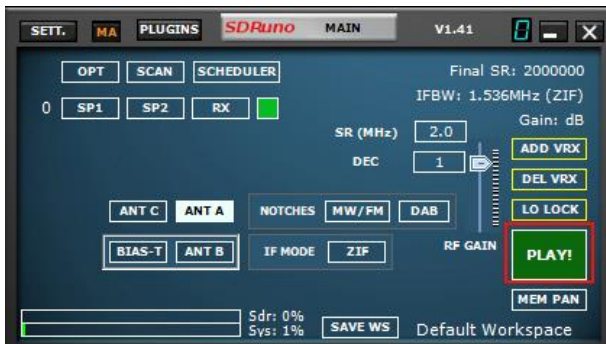 SETT. MA PLUGINS SDRuno MAIN V1.41
OPT SCAN SCHEDULER Final SR: 2000000
IFBW: 1.536MHz (ZIF)
0 SP1 SP2 RX Gain: dB
SR (MHz) 2.0 ADD VRX
DEC 1
DEL VRX
ANT C ANT A NOTCHES MW/FM DAB LO LOCK
BIAS-T ANT B IF MODE ZIF RF GAIN PLAY!
MEM PAN
Sdr: 0%
Sys: 1% SAVE WS Default Workspace